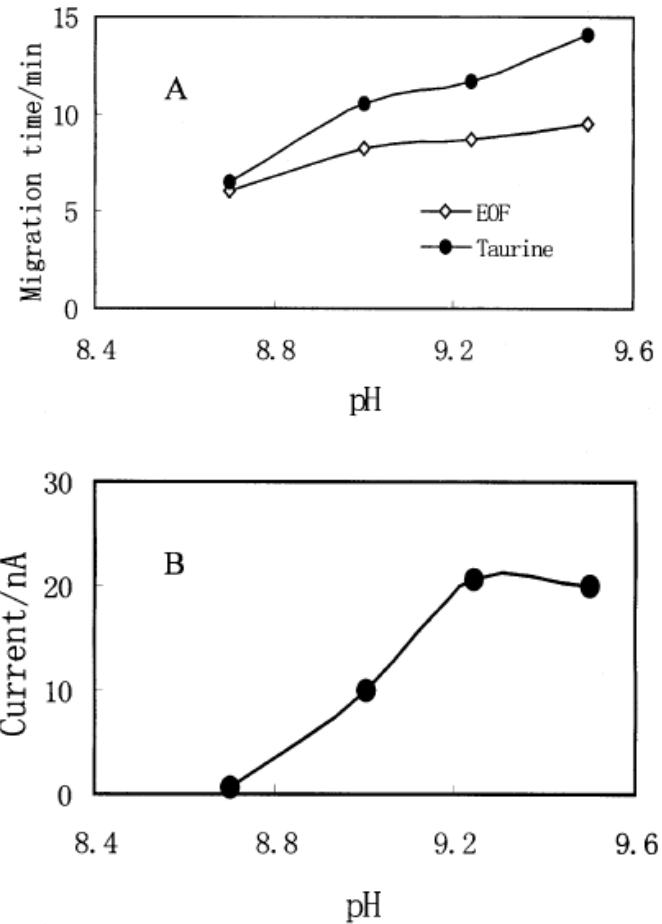 15
A
10
Migration time/min
5
EOF
Taurine
0
8.4 8.8 9.2 9.6
pH
30
B
20
Current/nA
10
0
8.4 8.8 9.2 9.6
pH